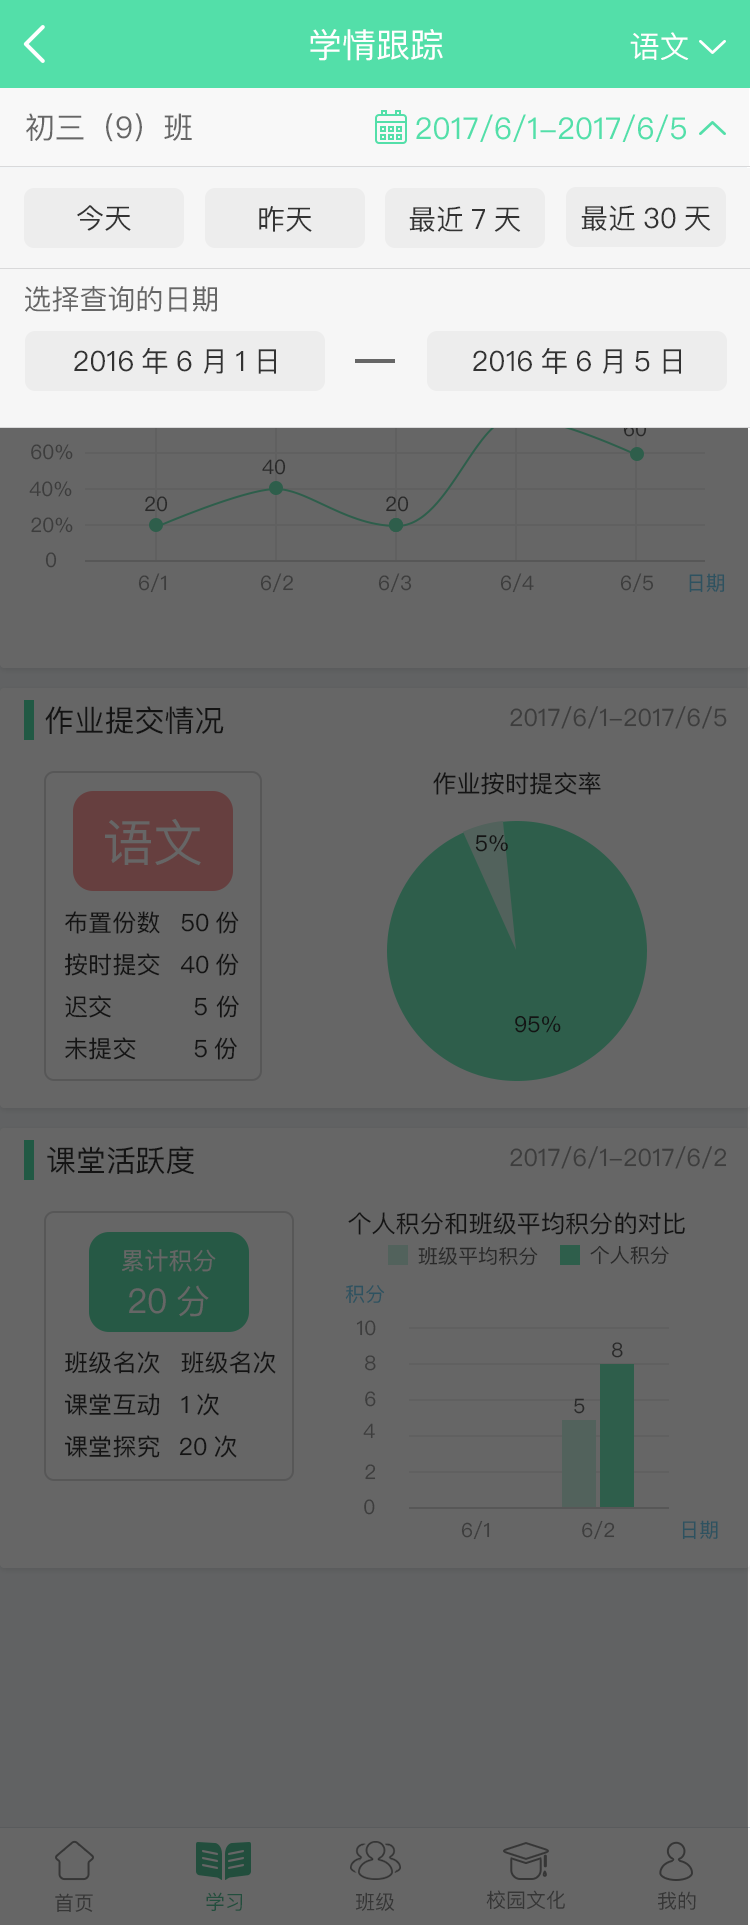 学情跟踪 语文
初三（9）班 2017/6/1-2017/6/5
今天 昨天 最近 7 天 最近 30 天
选择查询的日期
2016 年 6 月 1 日 — 2016 年 6 月 5 日
60
60%
40
40%
20 20
20%
0
6/1 6/2 6/3 6/4 6/5 日期
作业提交情况 2017/6/1-2017/6/5
作业按时提交率
语文
5%
布置份数 50 份
按时提交 40 份
迟交 5 份
95%
未提交 5 份
课堂活跃度 2017/6/1-2017/6/2
个人积分和班级平均积分的对比
班级平均积分 个人积分
累计积分
20 分
积分
10
8
8
班级名次 班级名次
6
5
课堂互动 1 次
4
课堂探究 20 次
2
0
6/1 6/2 日期
首页 学习 班级 校园文化 我的